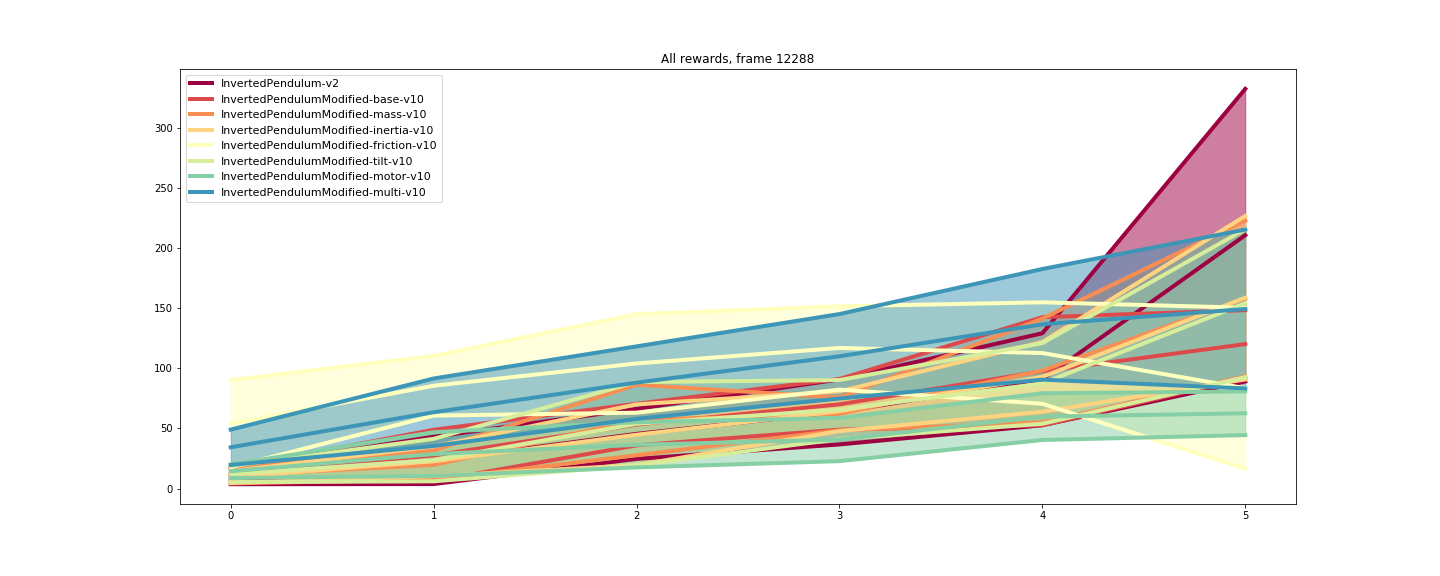 All rewards, frame 12288
InvertedPendulum-v2
InvertedPendulumModified-base-v10
InvertedPendulumModified-mass-v10
InvertedPendulumModified-inertia-v10
InvertedPendulumModified-friction-v10
InvertedPendulumModified-tilt-v10
InvertedPendulumModified-motor-v10
InvertedPendulumModified-multi-v10
300
250
200
150
100
50
0
0 1 2 3 4 5